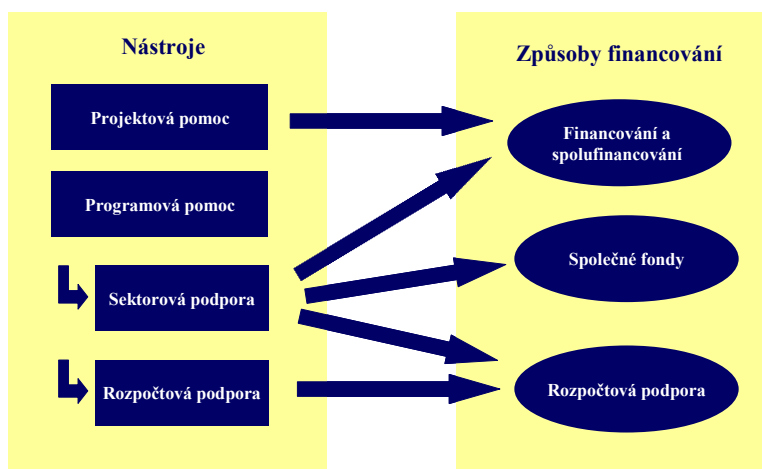 Nástroje
Projektová pomoc
Programová pomoc
Sektorová podpora
Rozpočtová podpora
Způsoby financování
Financování a
spolufinancování
Společné fondy
Rozpočtová podpora